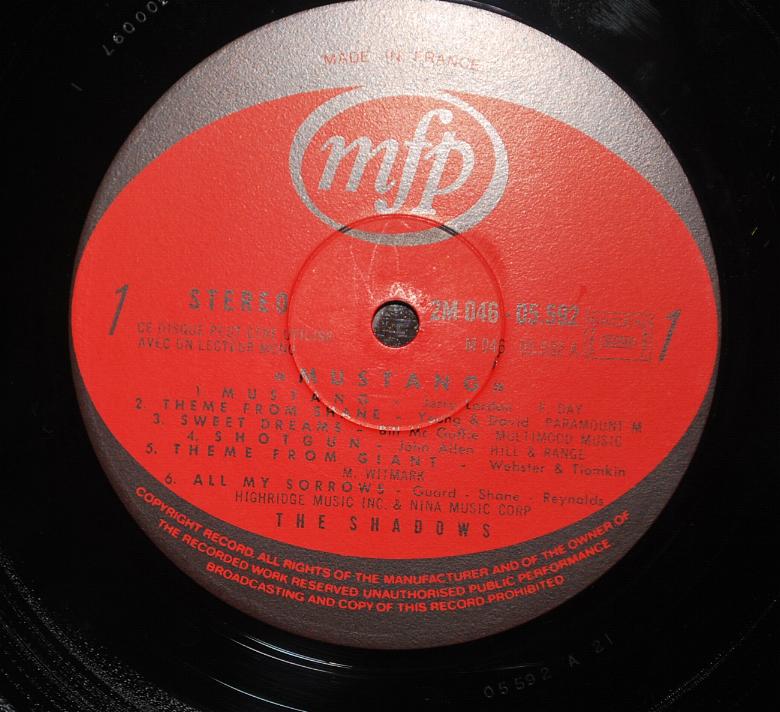 L60001
MADE IN FRANCE
mfp
1 STEREO 2M 046 - 05.592 1
CE DISQUE PEUT ETRE UTILISE
AVEC UN LECTEUR MONO M 046 05.592 A
"MUSTANG"
1. MUSTANG - Jerry Lordan F. DAY
2. THEME FROM SHANE - Young & David PARAMOUNT M
3. SWEET DREAMS - Bill Mc Guffie MULTIMOOD MUSIC
4. SHOTGUN - John Allen HILL & RANGE
5. THEME FROM GIANT - Webster & Tiomkin
M. WITMARK
6. ALL MY SORROWS - Guard - Shane - Reynolds
HIGHRIDGE MUSIC INC. & NINA MUSIC CORP
THE SHADOWS
COPYRIGHT RECORD. ALL RIGHTS OF THE MANUFACTURER AND OF THE OWNER OF
THE RECORDED WORK RESERVED UNAUTHORISED PUBLIC PERFORMANCE
BROADCASTING AND COPY OF THIS RECORD PROHIBITED
05592 A 21